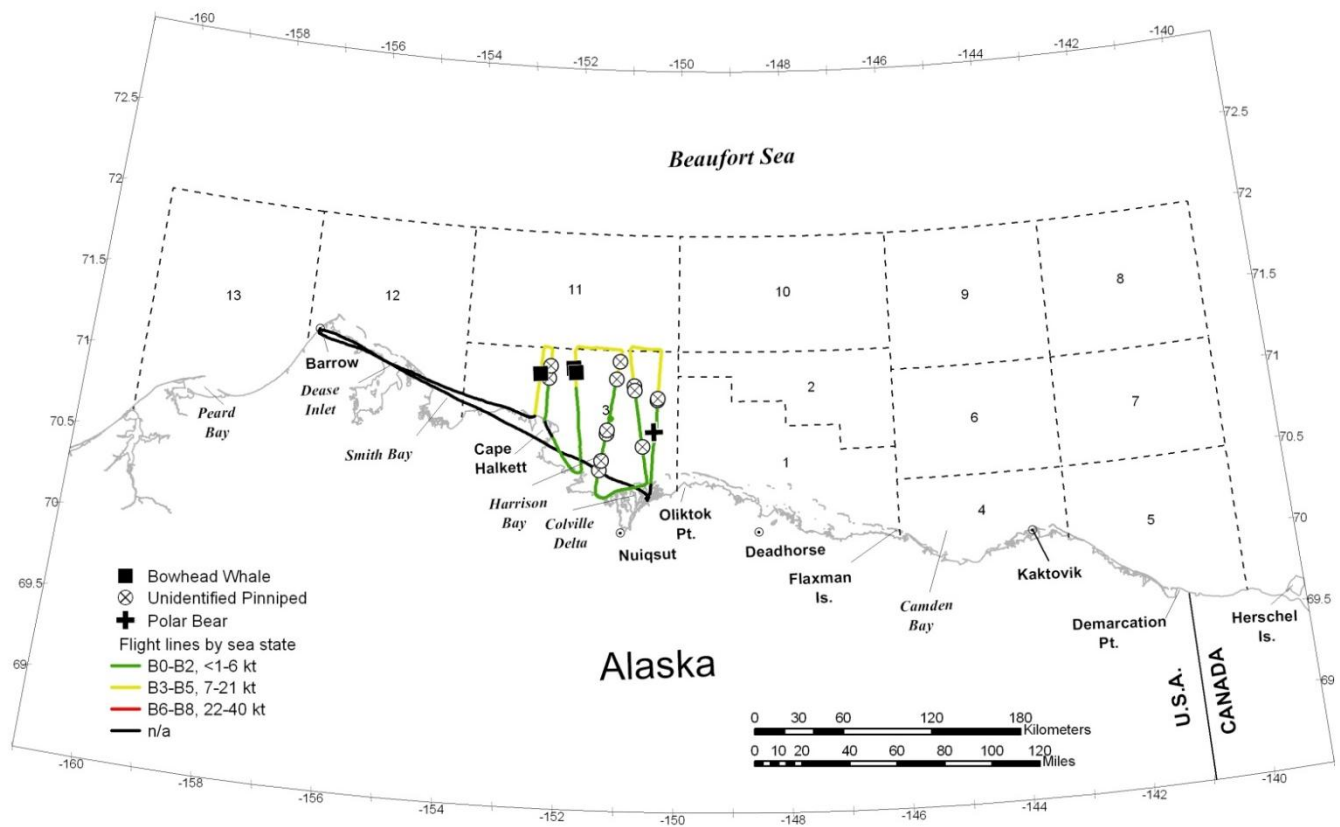 -160
-158
-156
-154
-152
-150
-148
-146
-144
-142
-140
72.5
72.5
Beaufort Sea
72
72
71.5
71.5
13
12
11
10
9
8
71
71
Barrow
Dease
Inlet
Peard
Bay
Smith Bay
Cape
Halkett
3
2
6
7
70.5
70.5
Harrison
Bay
Colville
Delta
Oliktok
Pt.
1
4
5
70
70
Nuiqsut
Deadhorse
Flaxman
Is.
Camden
Bay
Kaktovik
Demarcation
Pt.
Herschel
Is.
69.5
69.5
Bowhead Whale
Unidentified Pinniped
Polar Bear
Flight lines by sea state
B0-B2, <1-6 kt
B3-B5, 7-21 kt
B6-B8, 22-40 kt
n/a
Alaska
U.S.A.
CANADA
69
69
0 30 60 120 180
Kilometers
0 10 20 40 60 80 100 120
Miles
-160
-158
-156
-154
-152
-150
-148
-146
-144
-142
-140